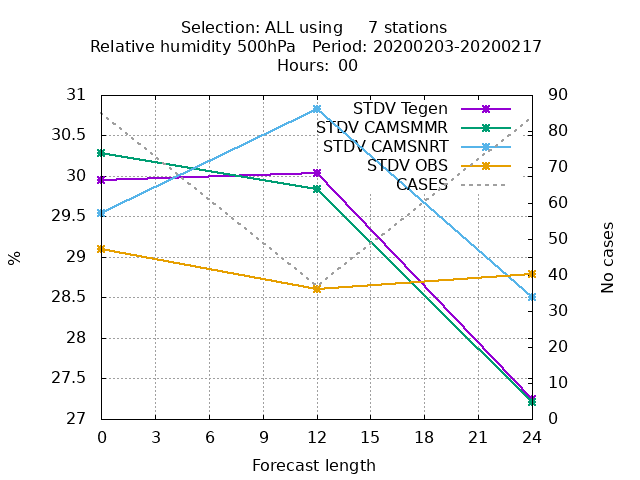 Selection: ALL using     7 stations
Relative humidity 500hPa   Period: 20200203-20200217
Hours:  00
STDV Tegen
STDV CAMSMMR
STDV CAMSNRT
STDV OBS
CASES
31
30.5
30
29.5
29
28.5
28
27.5
27
%
90
80
70
60
50
40
30
20
10
0
No cases
0 3 6 9 12 15 18 21 24
Forecast length